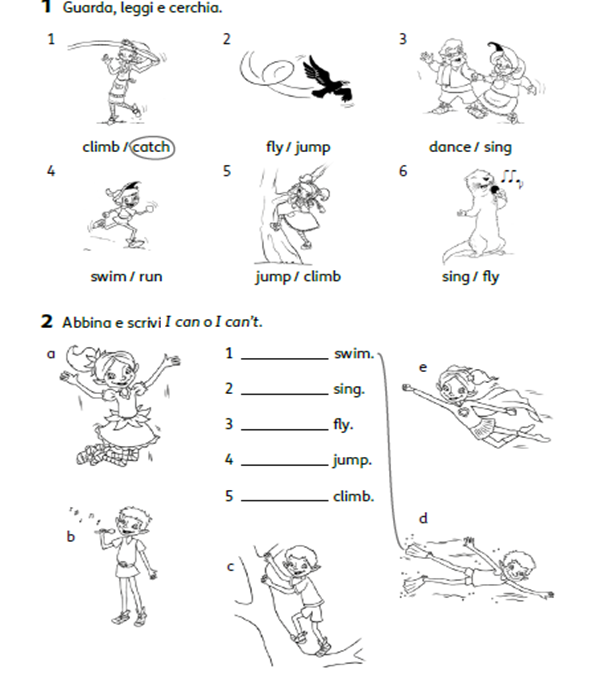 1 Guarda, leggi e cerchia.
1 2 3
climb / catch fly / jump dance / sing
4 5 6
swim / run jump / climb sing / fly
2 Abbina e scrivi I can o I can't.
a 1 __________ swim. e
2 __________ sing.
3 __________ fly.
4 __________ jump.
5 __________ climb.
b c d